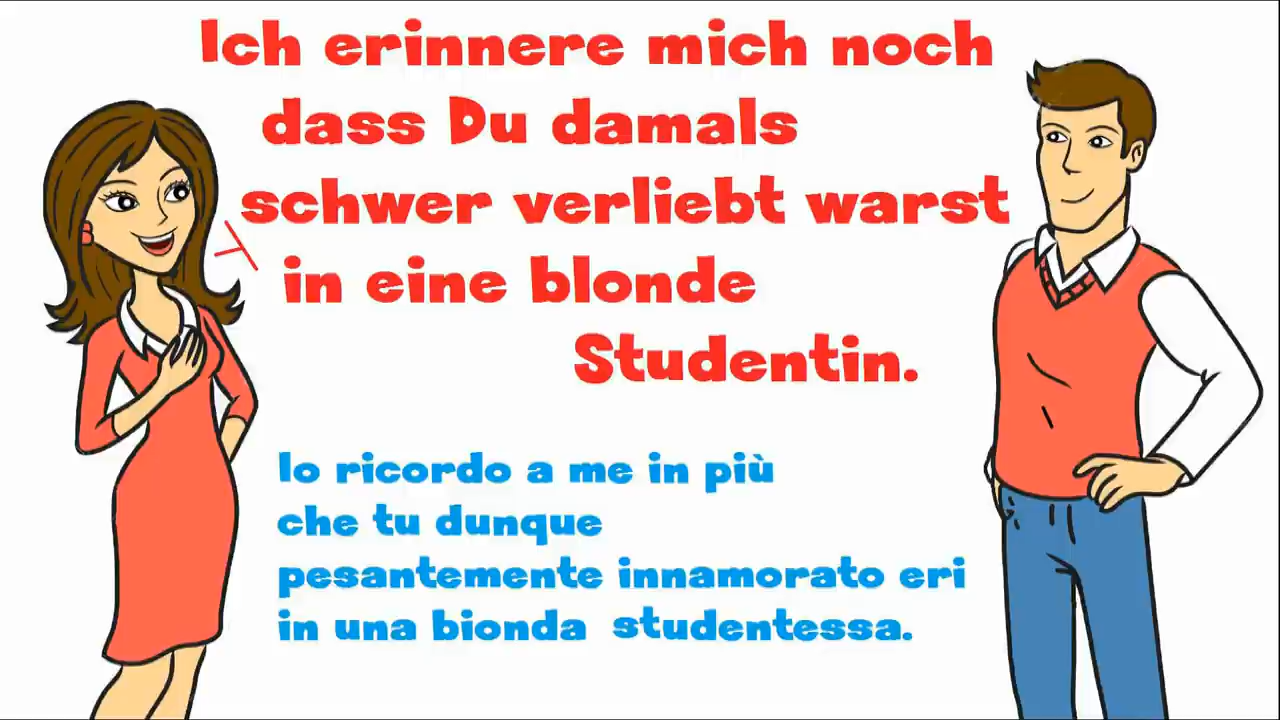 Ich erinnere mich noch
dass Du damals
schwer verliebt warst
in eine blonde
Studentin.
Io ricordo a me in più
che tu dunque
pesantemente innamorato eri
in una bionda studentessa.